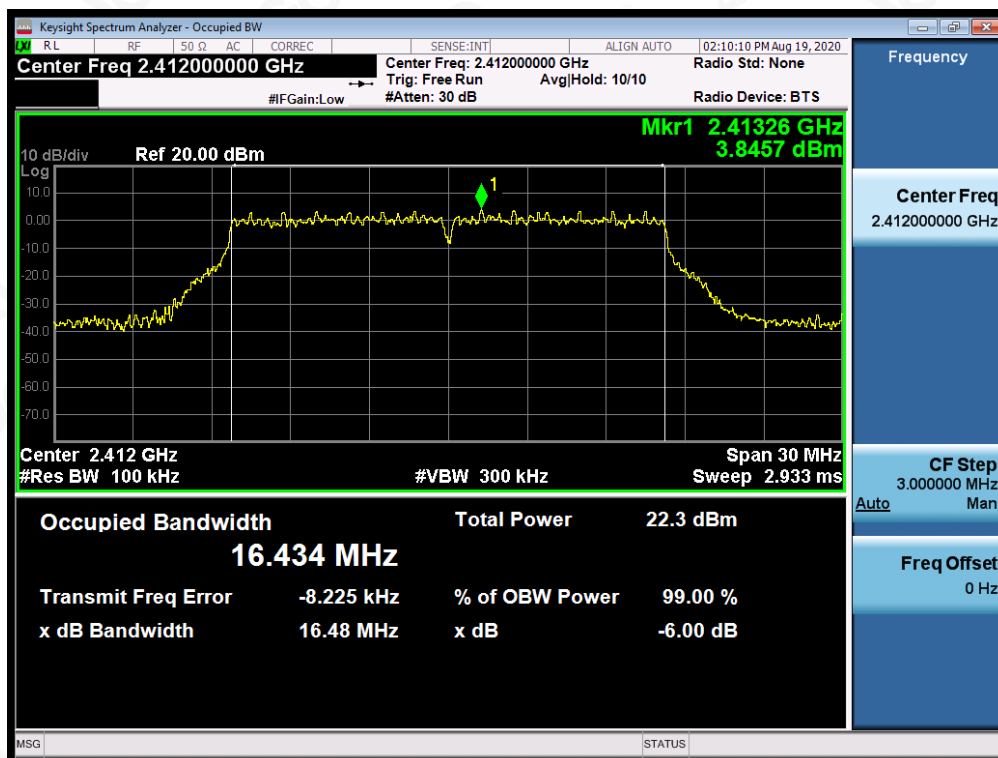 Keysight Spectrum Analyzer - Occupied BW
LXI RL RF 50 Ω AC CORREC SENSE:INT ALIGN AUTO 02:10:10 PM Aug 19, 2020
Center Freq 2.412000000 GHz
Center Freq: 2.412000000 GHz
Radio Std: None
Trig: Free Run Avg|Hold: 10/10
#IFGain:Low
#Atten: 30 dB
Radio Device: BTS
Mkr1 2.41326 GHz
3.8457 dBm
10 dB/div Ref 20.00 dBm
Log
1
10.0
0.00
-10.0
-20.0
-30.0
-40.0
-50.0
-60.0
-70.0
Center 2.412 GHz
Span 30 MHz
#Res BW 100 kHz
#VBW 300 kHz
Sweep 2.933 ms
Occupied Bandwidth
Total Power 22.3 dBm
16.434 MHz
Transmit Freq Error -8.225 kHz
% of OBW Power 99.00 %
x dB Bandwidth 16.48 MHz
x dB -6.00 dB
MSG
STATUS
Frequency
Center Freq
2.412000000 GHz
CF Step
3.000000 MHz
Auto Man
Freq Offset
0 Hz